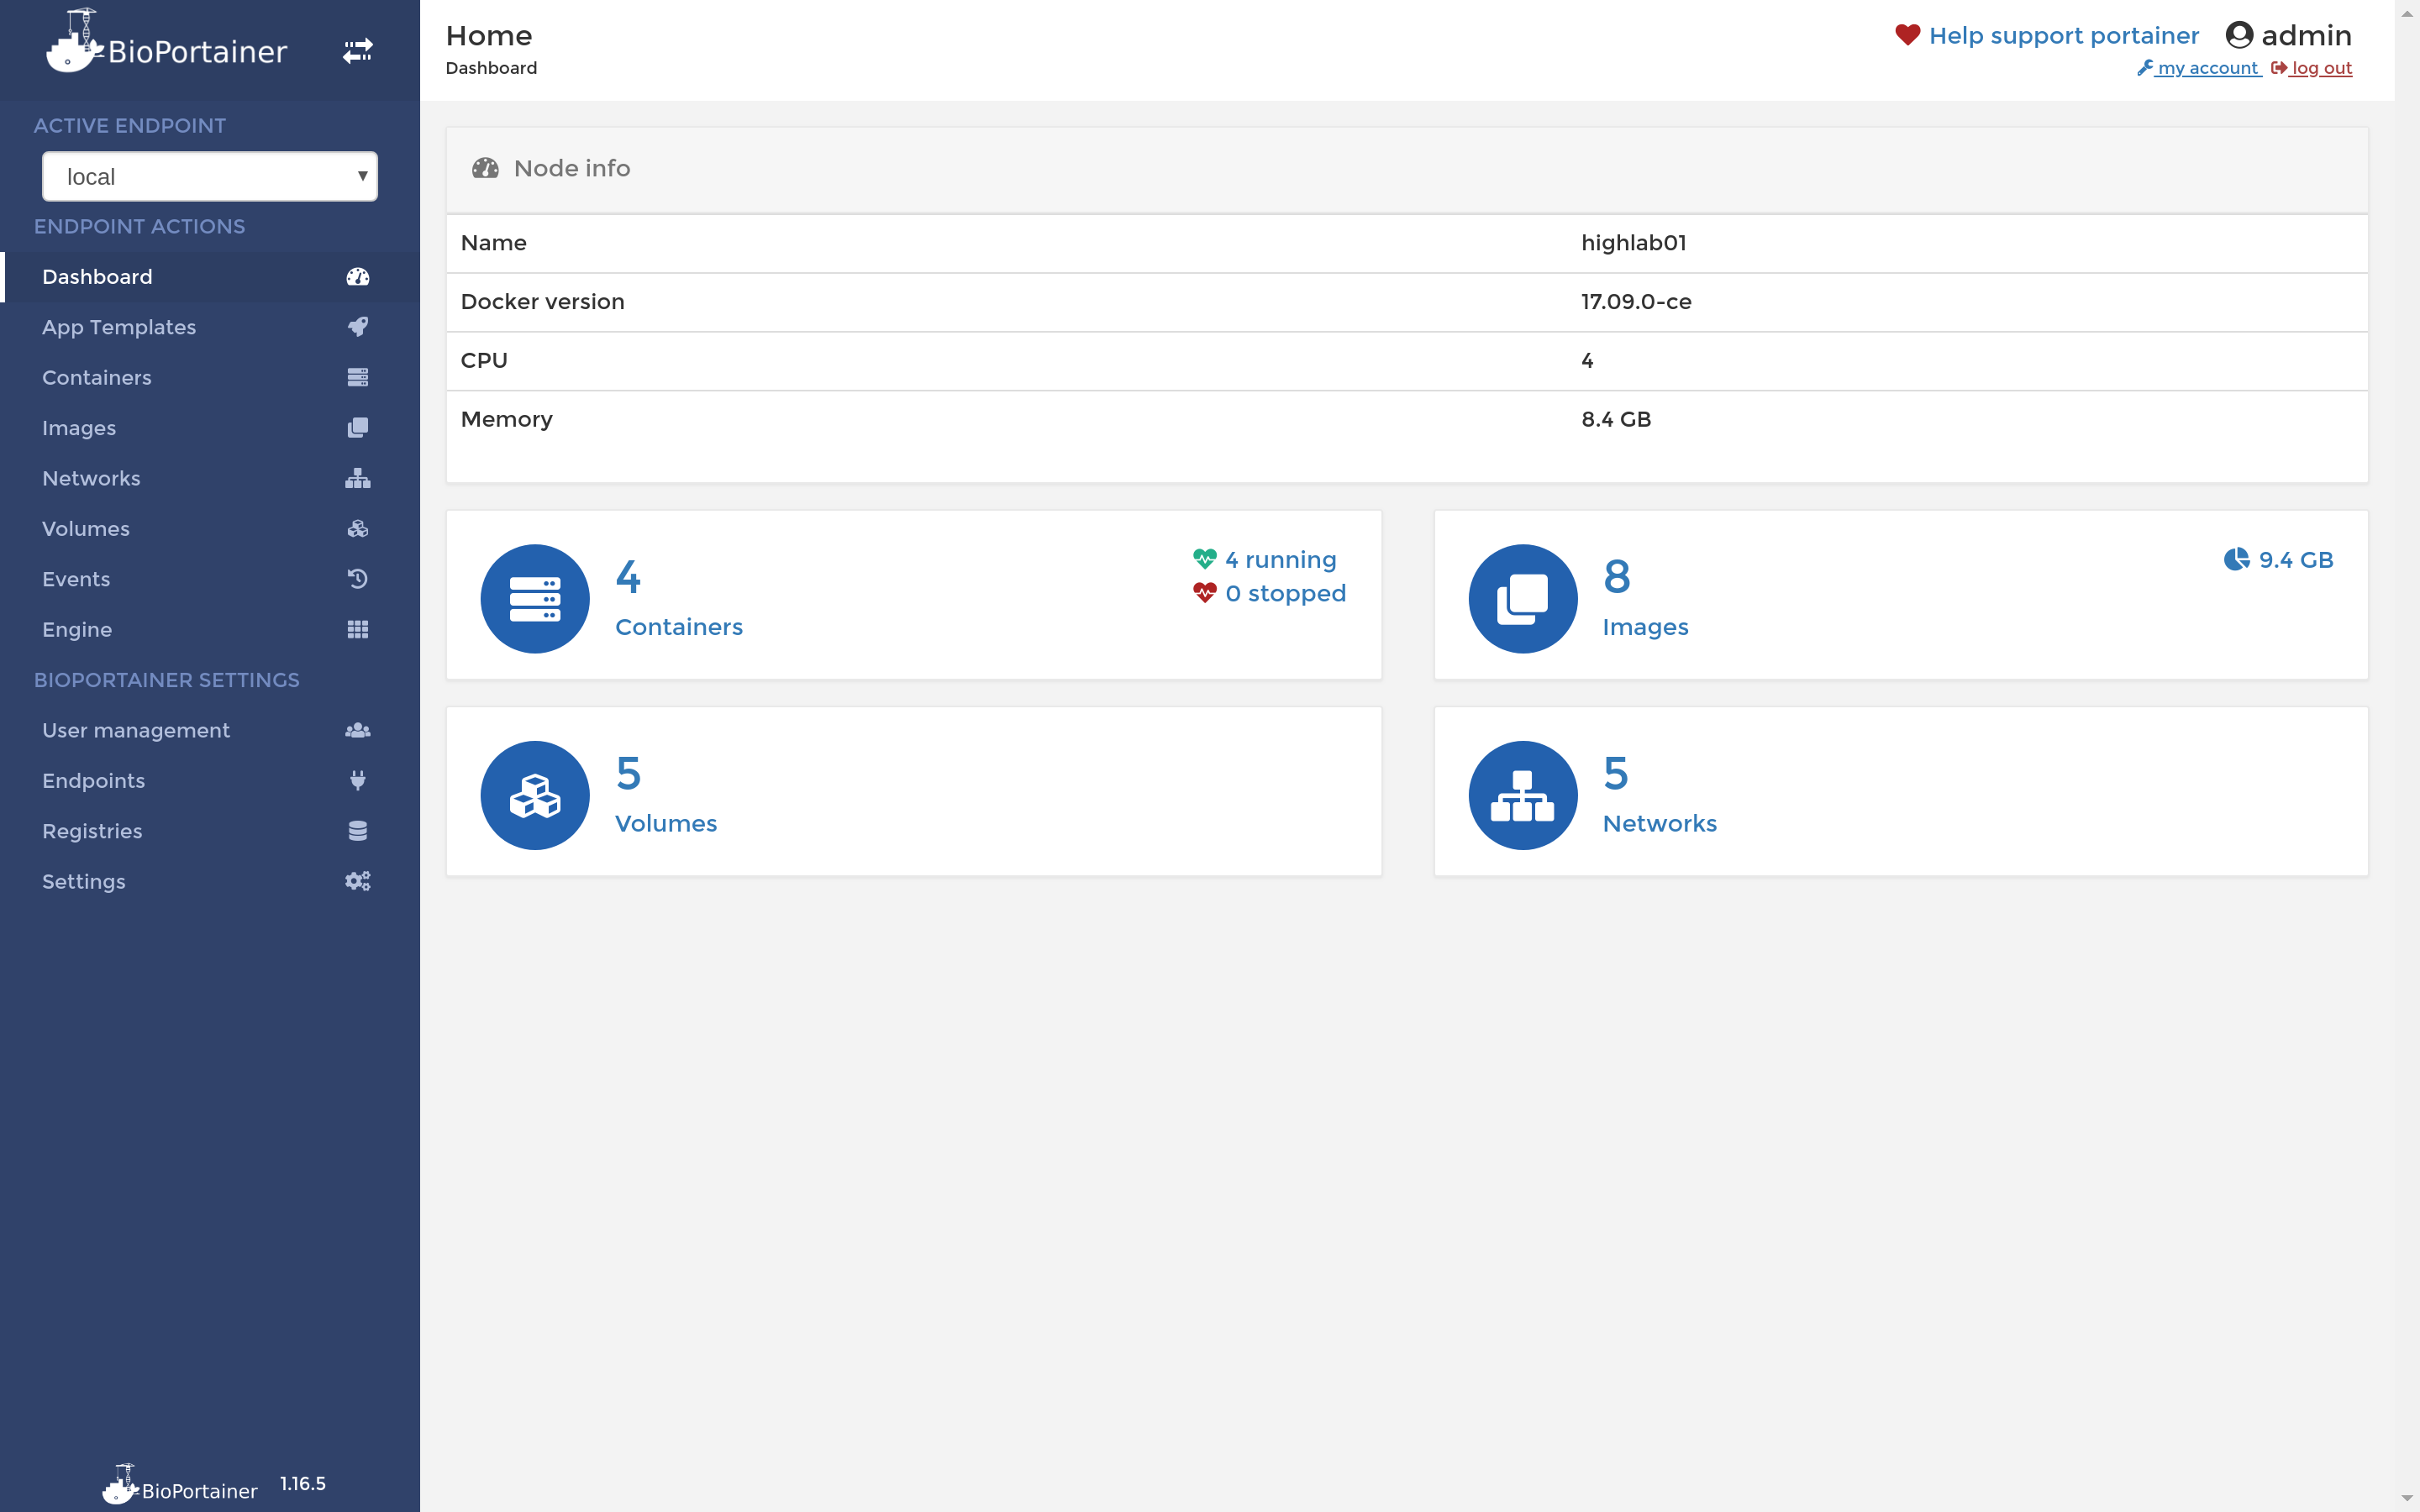 BioPortainer
ACTIVE ENDPOINT
local
ENDPOINT ACTIONS
Dashboard
App Templates
Containers
Images
Networks
Volumes
Events
Engine
BIOPORTAINER SETTINGS
User management
Endpoints
Registries
Settings
BioPortainer 1.16.5
Home
Dashboard
Help support portainer
admin
my account log out
Node info
Name highlab01
Docker version 17.09.0-ce
CPU 4
Memory 8.4 GB
4
Containers
4 running
0 stopped
8
Images
9.4 GB
5
Volumes
5
Networks